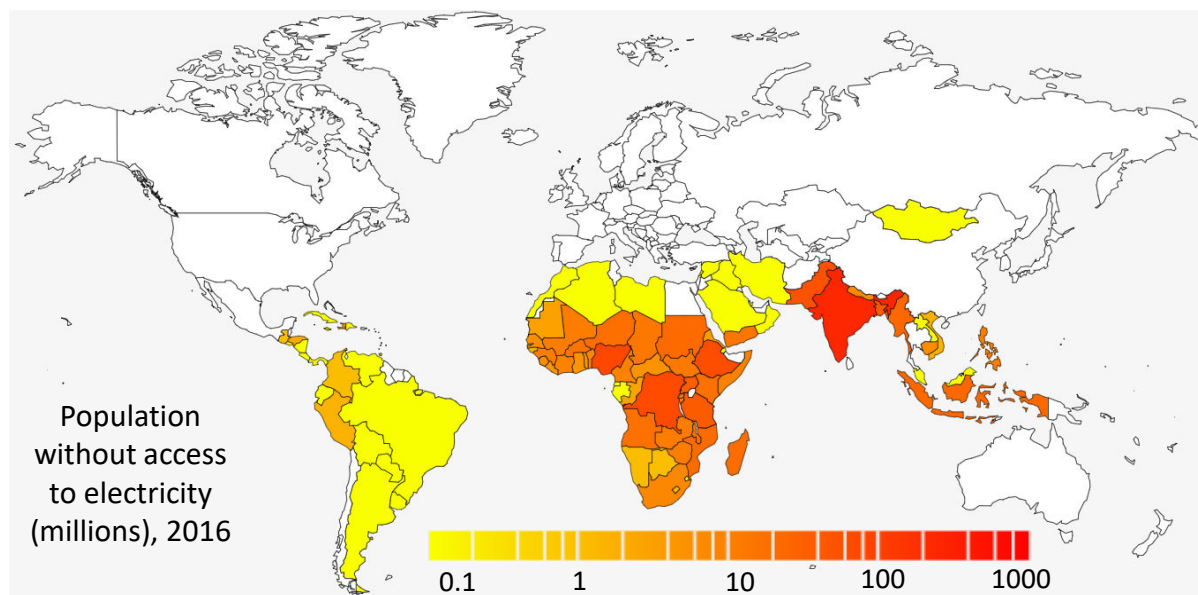 Population
without access
to electricity
(millions), 2016
0.1 1 10 100 1000